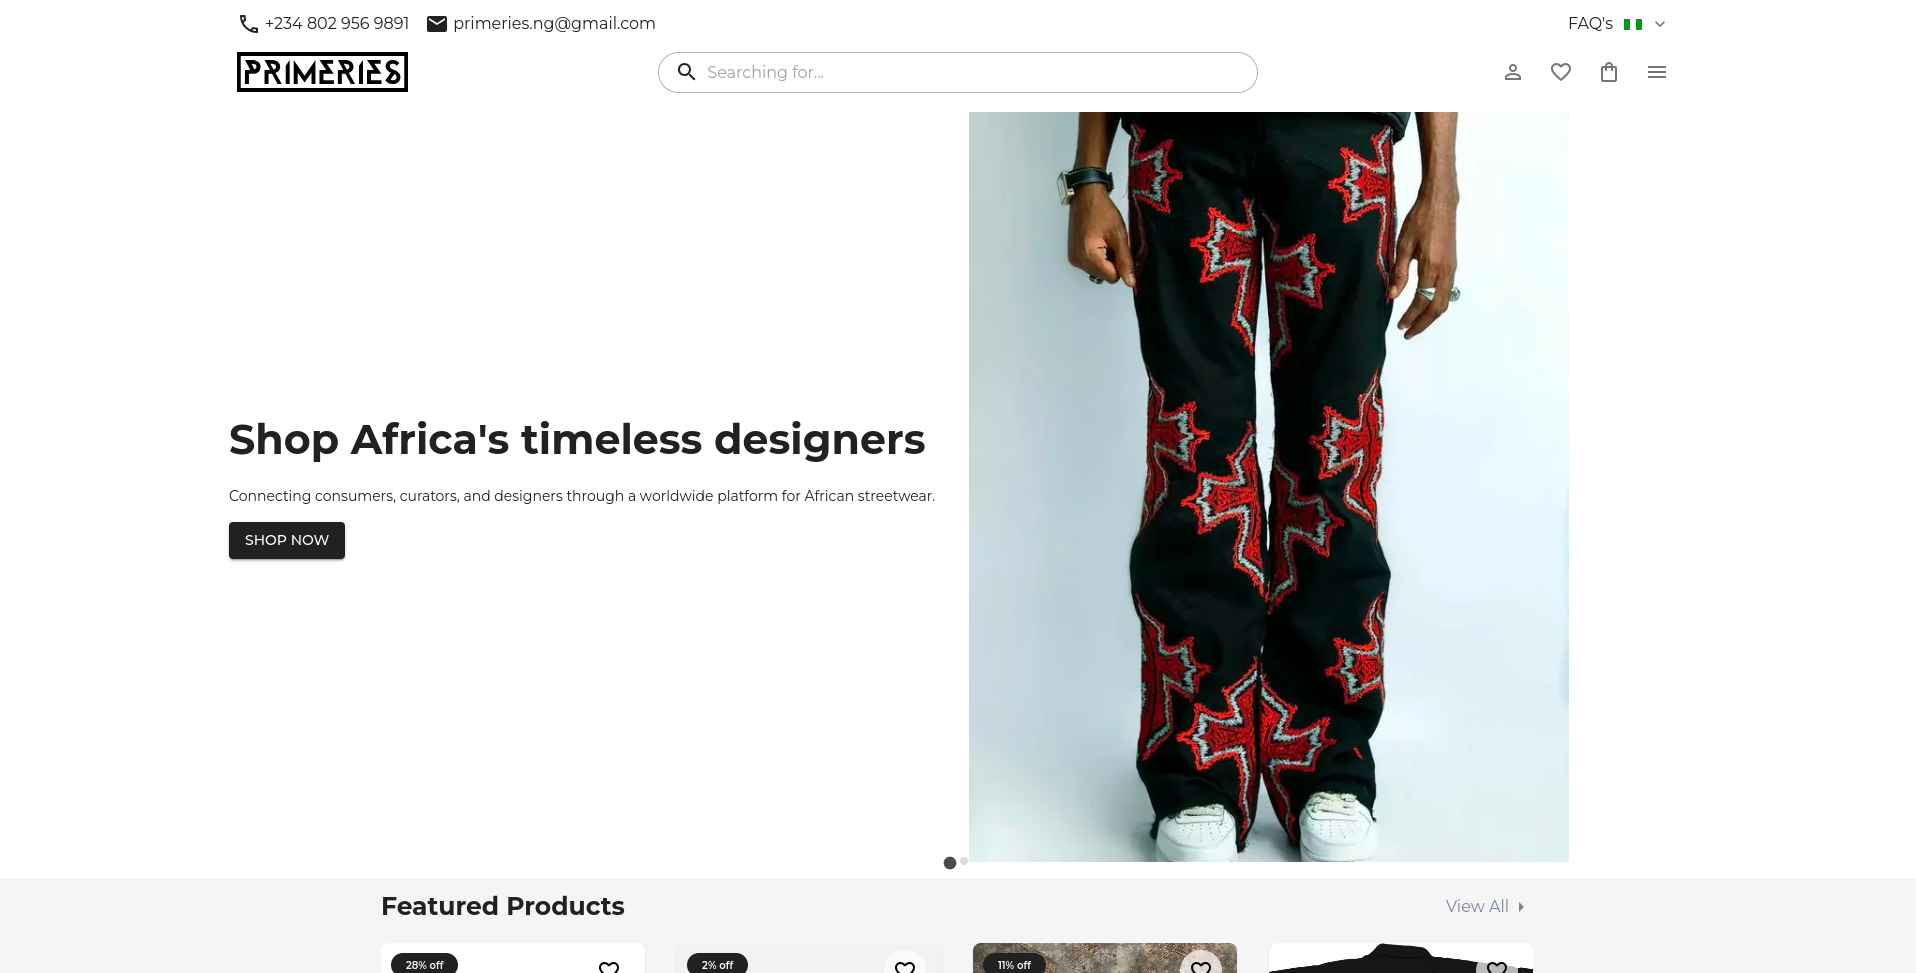 +234 802 956 9891 primeries.ng@gmail.com FAQ's
PRIMERIES
Searching for...
Shop Africa's timeless designers
Connecting consumers, curators, and designers through a worldwide platform for African streetwear.
SHOP NOW
Featured Products
View All
28% off
2% off
11% off